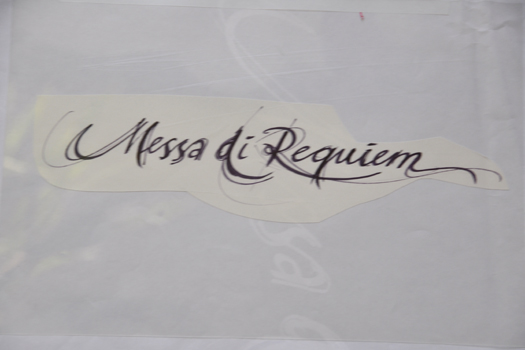 Messa di Requiem